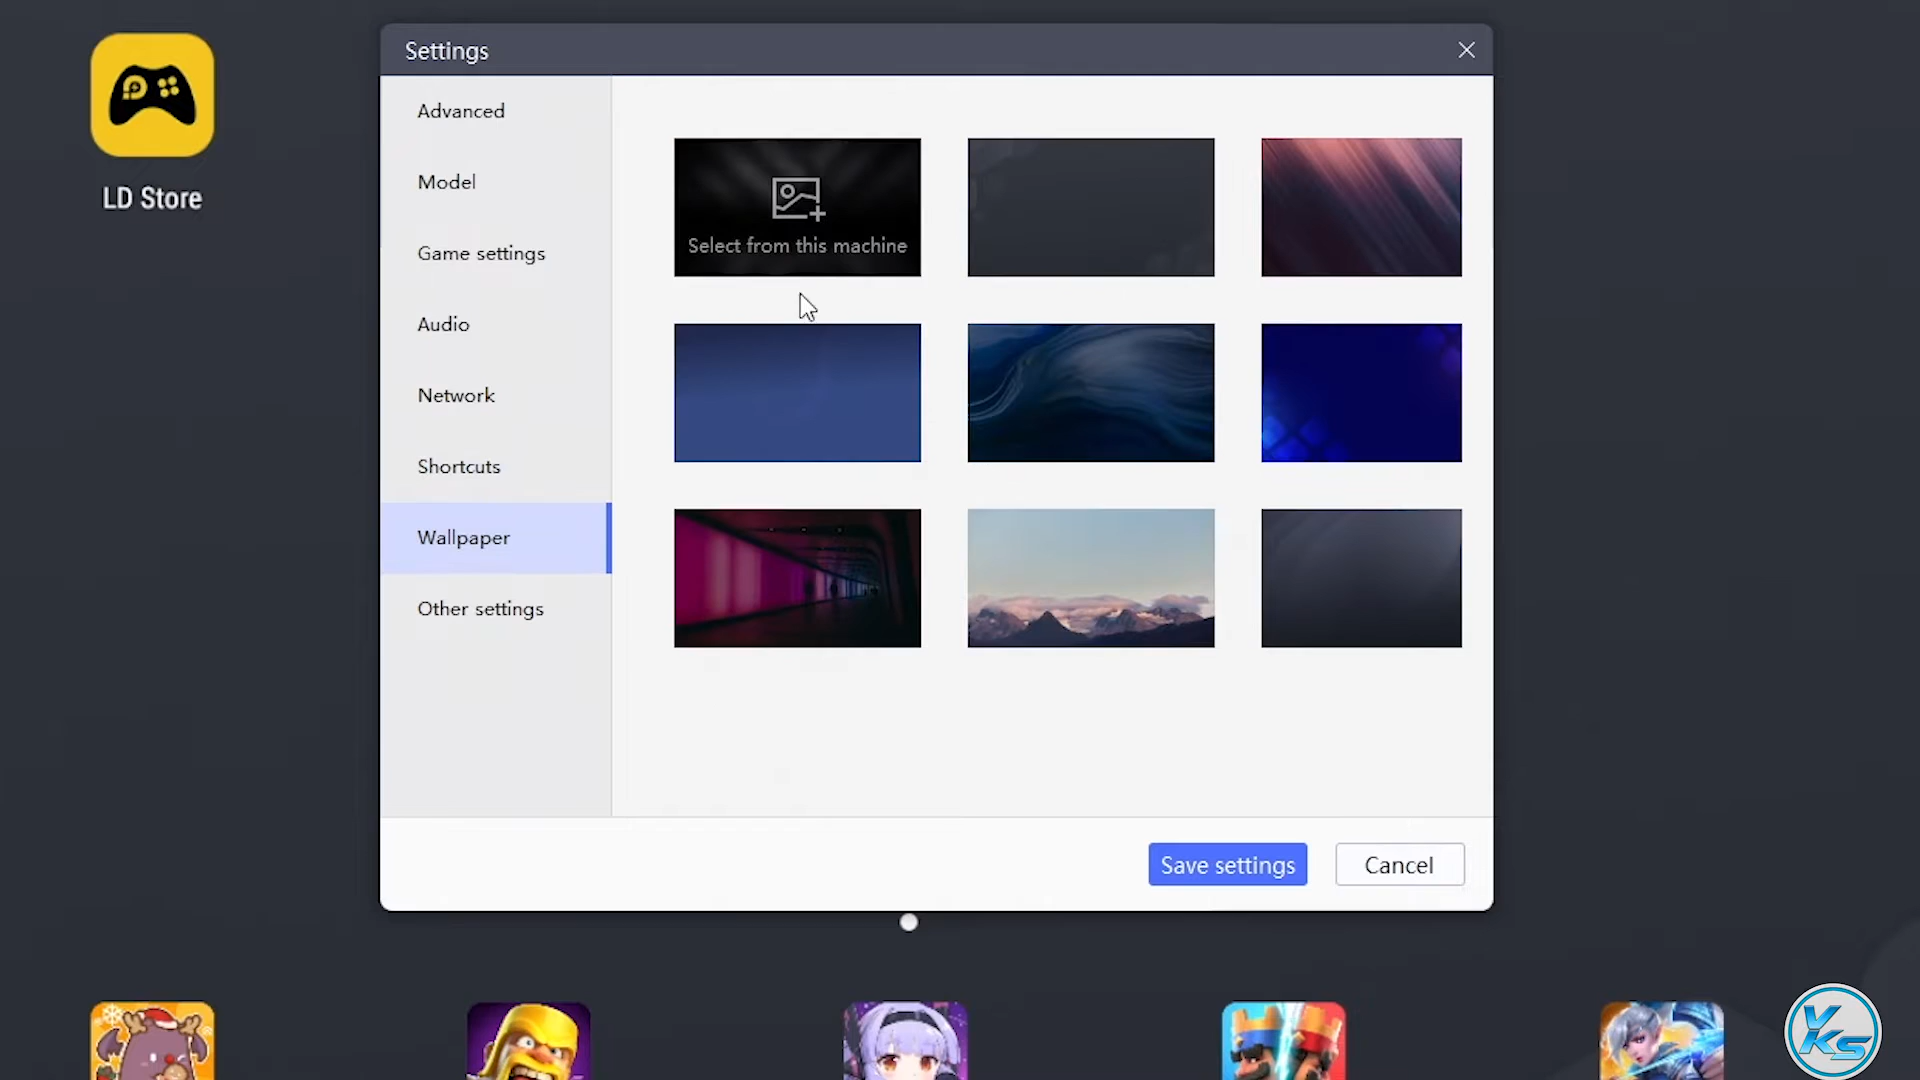 Settings
LD Store
Advanced
Model
Game settings
Audio
Network
Shortcuts
Wallpaper
Other settings
Select from this machine
Save settings
Cancel
YKS